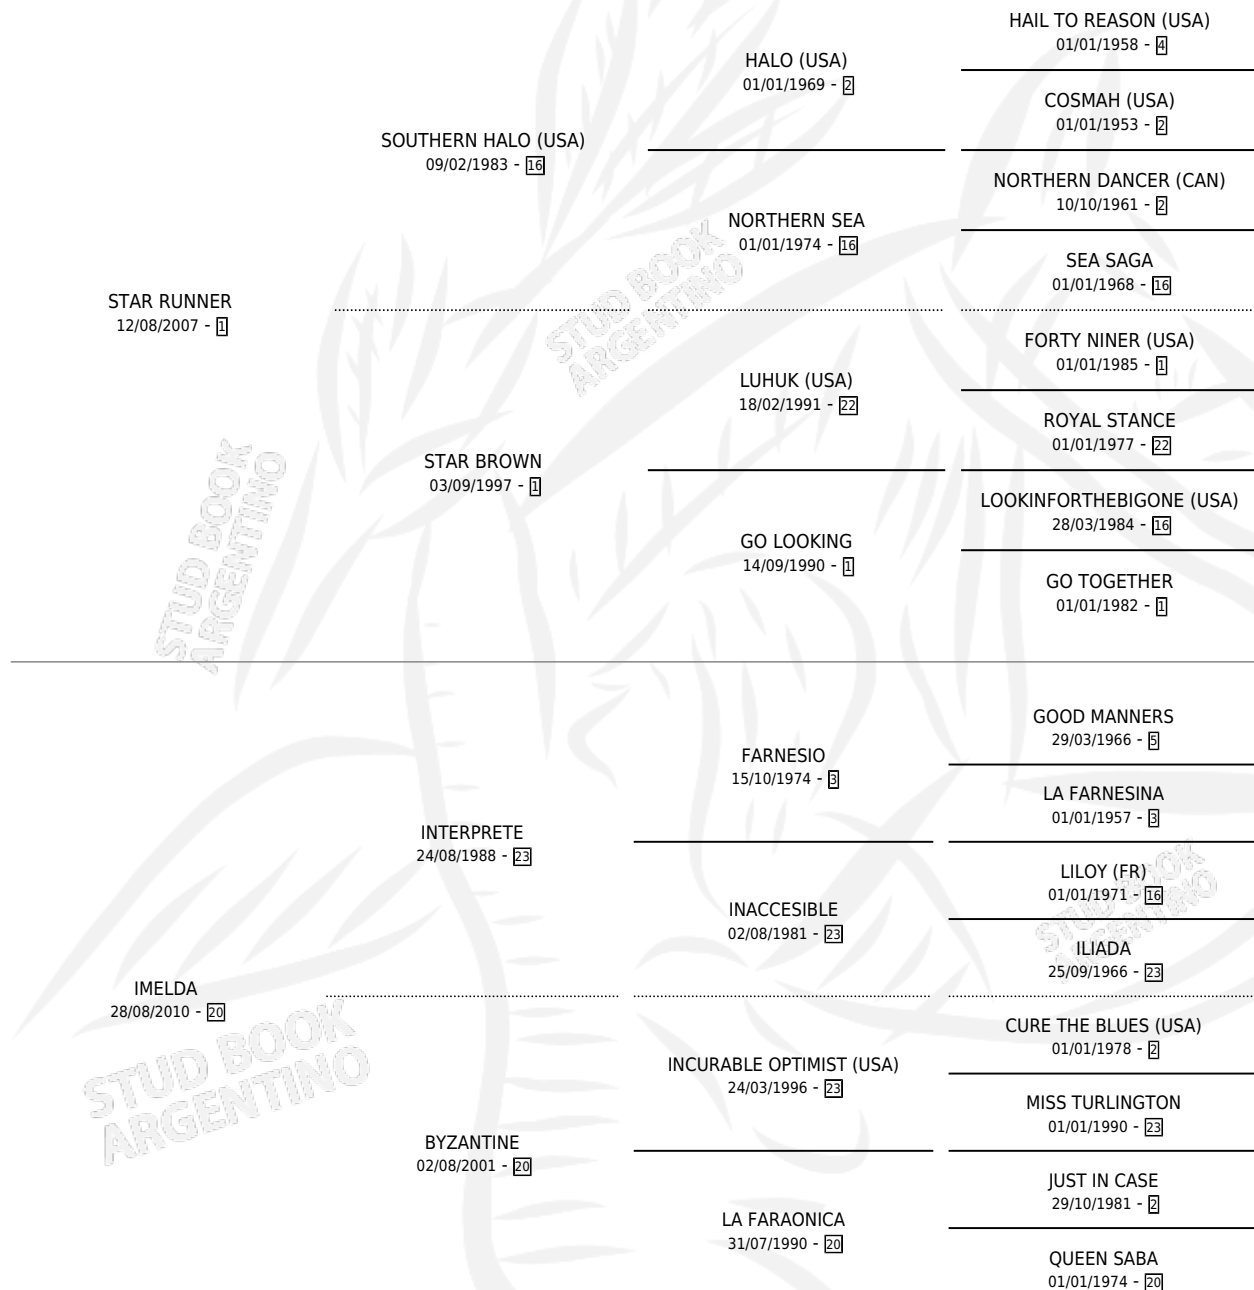 HAIL TO REASON (USA)
01/01/1958 - 4
HALO (USA)
01/01/1969 - 2
COSMAH (USA)
01/01/1953 - 2
SOUTHERN HALO (USA)
09/02/1983 - 16
NORTHERN DANCER (CAN)
10/10/1961 - 2
NORTHERN SEA
01/01/1974 - 16
SEA SAGA
01/01/1968 - 16
STAR RUNNER
12/08/2007 - 1
FORTY NINER (USA)
01/01/1985 - 1
LUHUK (USA)
18/02/1991 - 22
ROYAL STANCE
01/01/1977 - 22
STAR BROWN
03/09/1997 - 1
LOOKINFORTHEBIGONE (USA)
28/03/1984 - 16
GO LOOKING
14/09/1990 - 1
GO TOGETHER
01/01/1982 - 1
GOOD MANNERS
29/03/1966 - 5
FARNESIO
15/10/1974 - 3
LA FARNESINA
01/01/1957 - 3
INTERPRETE
24/08/1988 - 23
LILOY (FR)
01/01/1971 - 16
INACCESIBLE
02/08/1981 - 23
ILIADA
25/09/1966 - 23
IMELDA
28/08/2010 - 20
CURE THE BLUES (USA)
01/01/1978 - 2
INCURABLE OPTIMIST (USA)
24/03/1996 - 23
MISS TURLINGTON
01/01/1990 - 23
BYZANTINE
02/08/2001 - 20
JUST IN CASE
29/10/1981 - 2
LA FARAONICA
31/07/1990 - 20
QUEEN SABA
01/01/1974 - 20
STUD BOOK
ARGENTINO
STUD BOOK
ARGENTINO
STUD BOOK
ARGENTINO
STUD BOOK
ARGENTINO